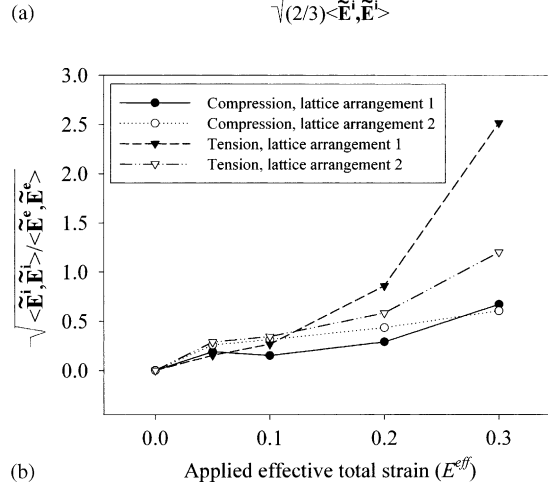 (a)
√(2/3)<Ẽⁱ,Ẽⁱ>
3.0
Compression, lattice arrangement 1
Compression, lattice arrangement 2
2.5
Tension, lattice arrangement 1
Tension, lattice arrangement 2
2.0
1.5
1.0
0.5
0.0
√<Ẽⁱ,Ẽⁱ>/<Ẽᵉ,Ẽᵉ>
0.0 0.1 0.2 0.3
(b)
Applied effective total strain (E^eff)